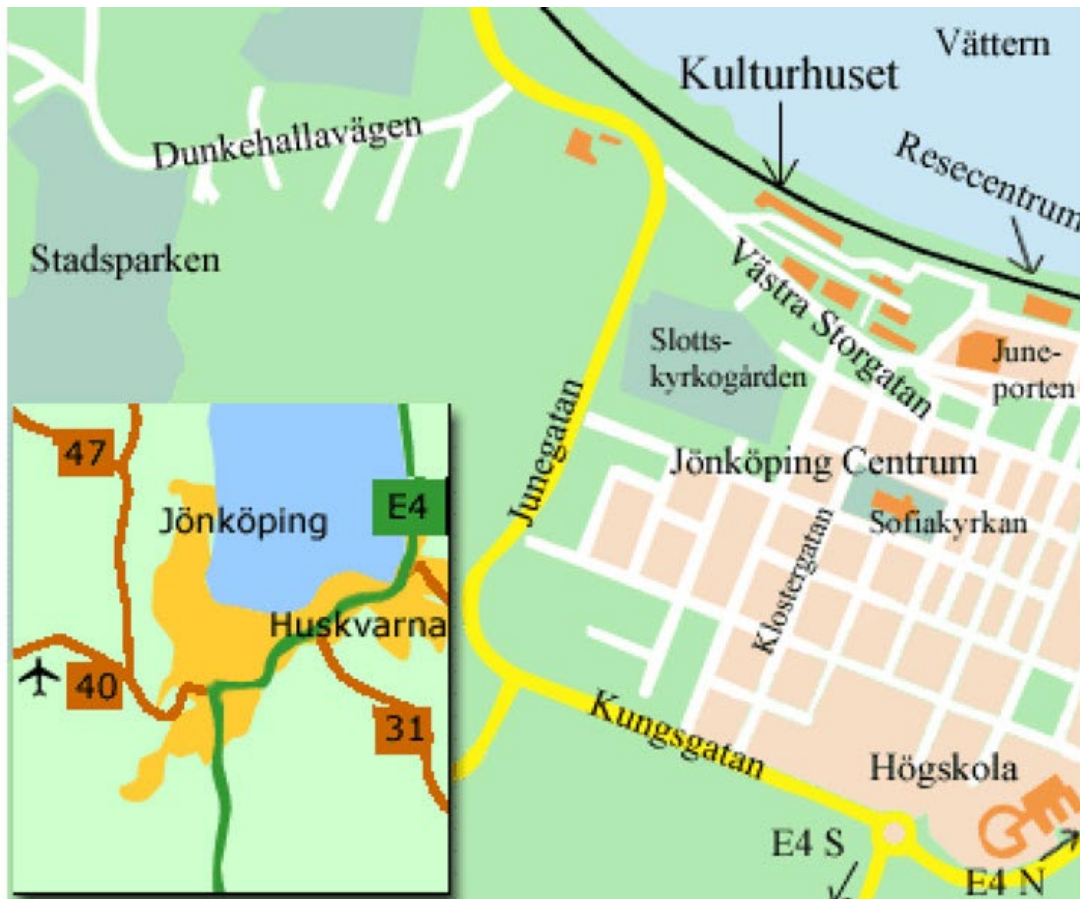 Vättern
Kulturhuset
Resecentrum
Dunkehallavägen
Stadsparken
Västra Storgatan
Slotts-
kyrkogården
June-
porten
Junegatan
Jönköping Centrum
Sofiakyrkan
Klostergatan
Kungsgatan
Högskola
E4 S
E4 N
47
Jönköping
E4
Huskvarna
40
31